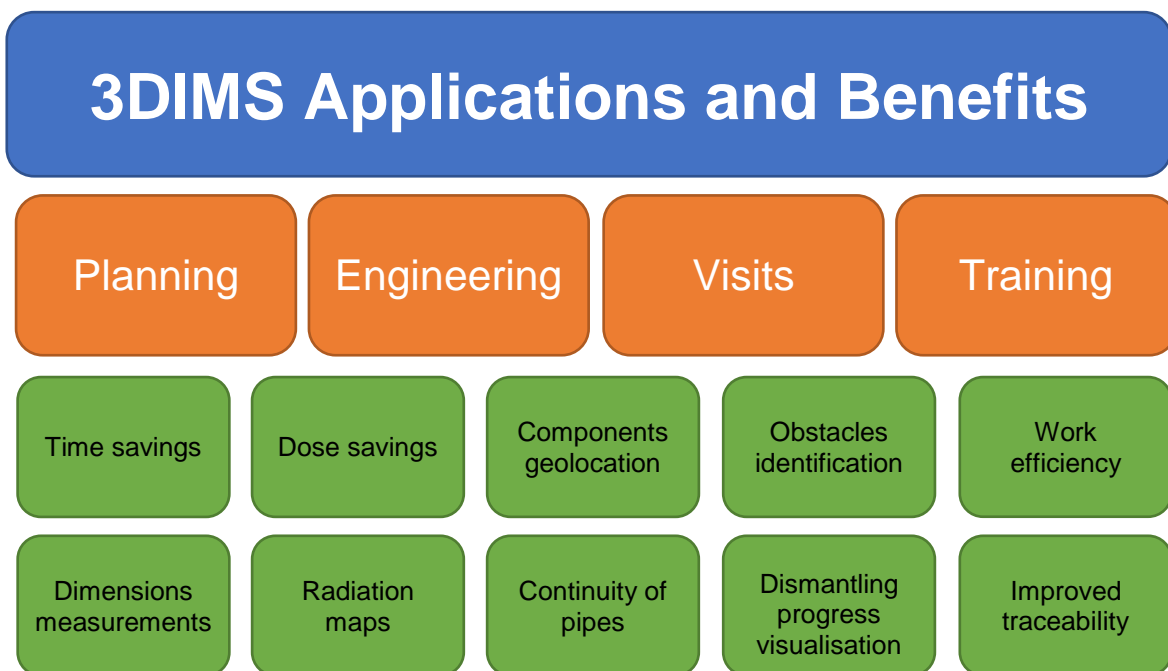 3DIMS Applications and Benefits
Planning
Engineering
Visits
Training
Time savings
Dose savings
Components
geolocation
Obstacles
identification
Work
efficiency
Dimensions
measurements
Radiation
maps
Continuity of
pipes
Dismantling
progress
visualisation
Improved
traceability